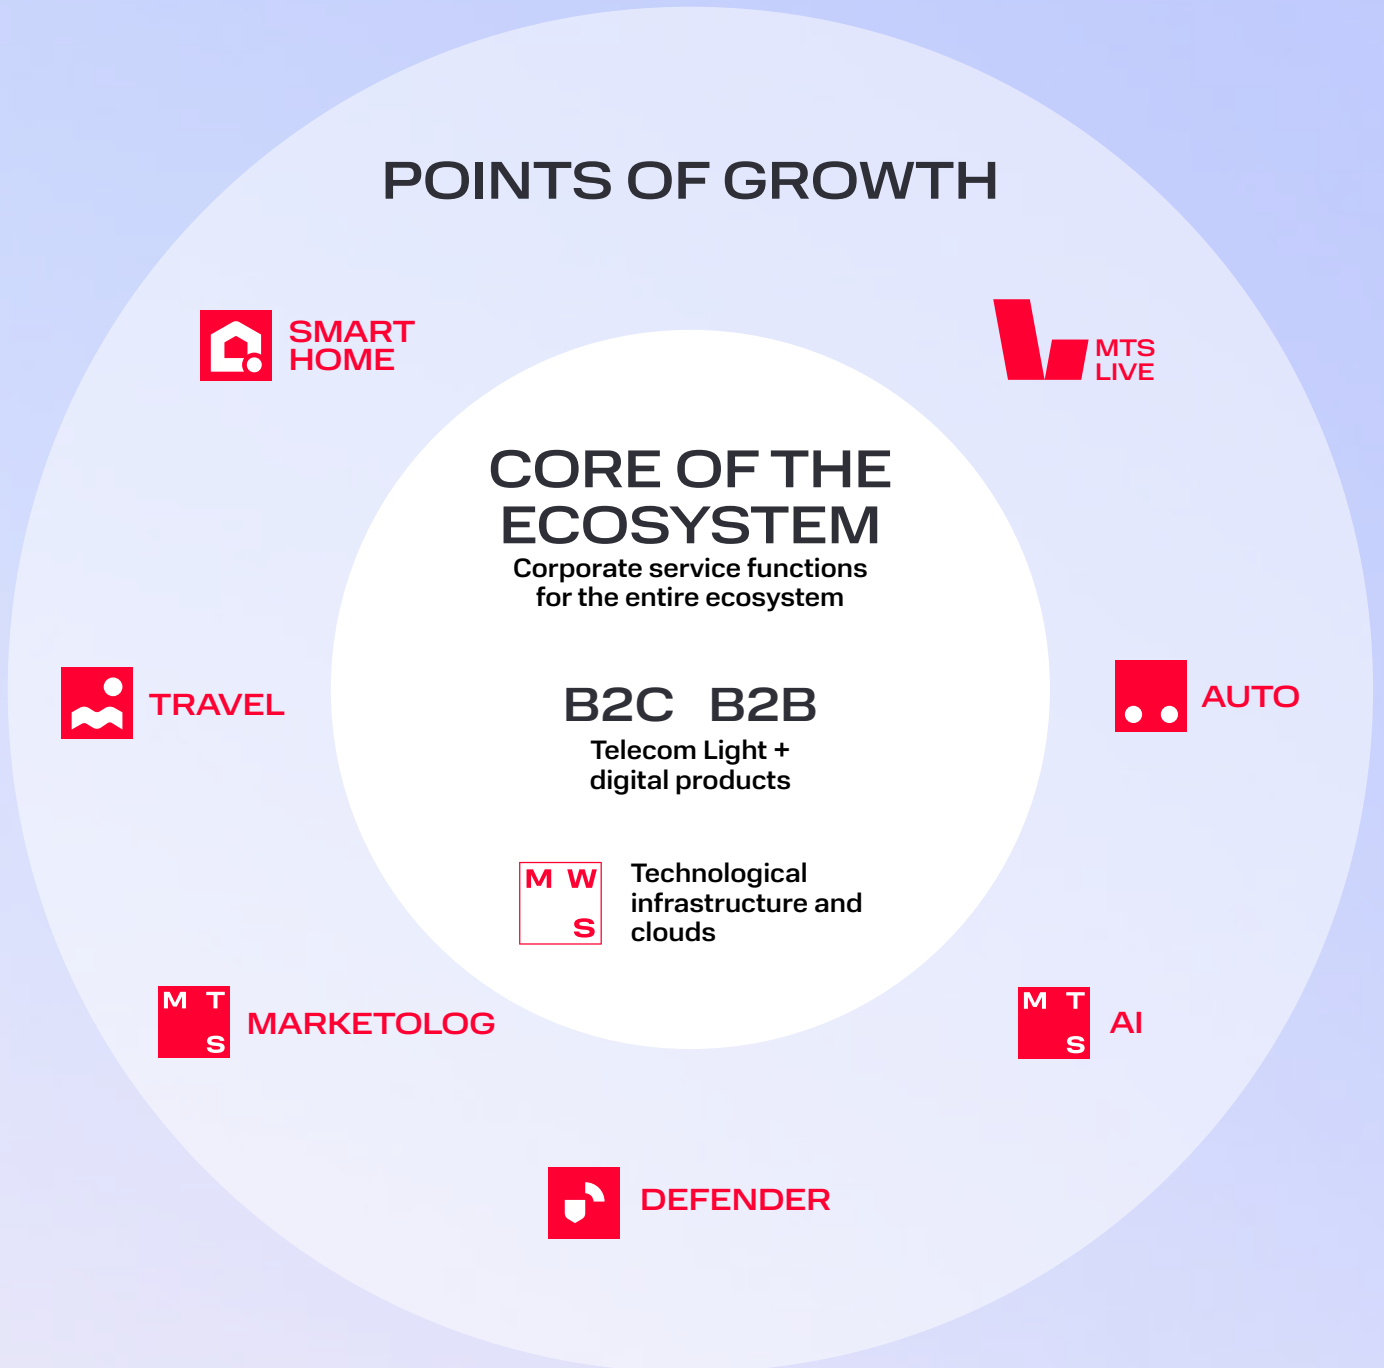 POINTS OF GROWTH
SMART
HOME
MTS
LIVE
CORE OF THE
ECOSYSTEM
Corporate service functions
for the entire ecosystem
TRAVEL
B2C B2B
AUTO
Telecom Light +
digital products
M W
S
Technological
infrastructure and
clouds
M T
S
MARKETOLOG
M T
S
AI
DEFENDER